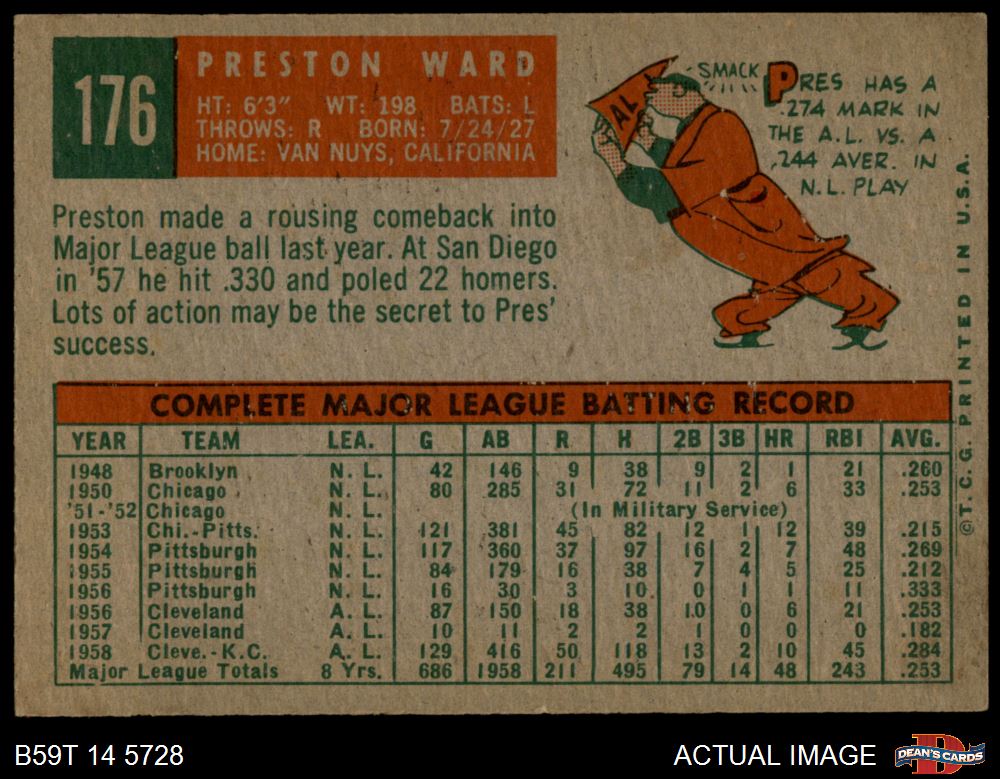 176
PRESTON WARD
HT: 6'3" WT: 198 BATS: L
THROWS: R BORN: 7/24/27
HOME: VAN NUYS, CALIFORNIA
Preston made a rousing comeback into
Major League ball last year. At San Diego
in '57 he hit .330 and poled 22 homers.
Lots of action may be the secret to Pres'
success.
AL
SMACK
PRES HAS A
.274 MARK IN
THE A.L. VS. A
.244 AVER. IN
N.L. PLAY
COMPLETE MAJOR LEAGUE BATTING RECORD
YEAR TEAM LEA. G AB R H 2B 3B HR RBI AVG.
1948 Brooklyn N. L. 42 146 9 38 9 2 1 21 .260
1950 Chicago N. L. 80 285 31 72 11 2 6 33 .253
'51-'52 Chicago (In Military Service)
1953 Chi.-Pitts. N. L. 121 381 45 82 12 1 12 39 .215
1954 Pittsburgh N. L. 117 360 37 97 16 2 7 48 .269
1955 Pittsburgh N. L. 84 179 16 38 7 4 5 25 .212
1956 Pittsburgh N. L. 16 30 3 10 0 1 1 11 .333
1956 Cleveland A. L. 87 150 18 38 10 0 6 21 .253
1957 Cleveland A. L. 10 11 2 2 1 0 0 0 .182
1958 Cleve.-K.C. A. L. 129 416 50 118 13 2 10 45 .284
Major League Totals 8 Yrs. 686 1958 211 495 79 14 48 243 .253
©T.C.G. PRINTED IN U.S.A.
B59T 14 5728
ACTUAL IMAGE
D
DEAN'S CARDS